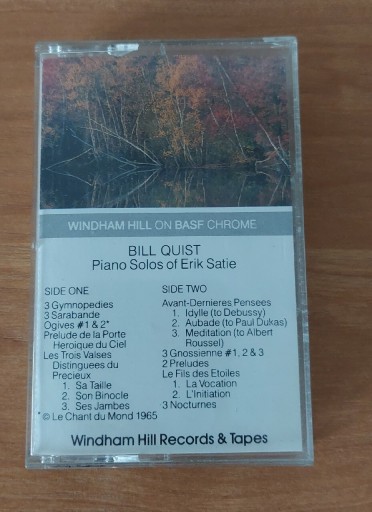 WINDHAM HILL ON BASF CHROME
BILL QUIST
Piano Solos of Erik Satie
SIDE ONE
3 Gymnopedies
3 Sarabande
Ogives #1 & 2*
Prelude de la Porte
Heroique du Ciel
Les Trois Valses
Distinguees du
Precieux
1. Sa Taille
2. Son Binocle
3. Ses Jambes
© Le Chant du Mond 1965
SIDE TWO
Avant-Dernieres Pensees
1. Idylle (to Debussy)
2. Aubade (to Paul Dukas)
3. Meditation (to Albert
Roussel)
3 Gnossienne #1, 2 & 3
2 Preludes
Le Fils des Etoiles
1. La Vocation
2. L'Initiation
3 Nocturnes
Windham Hill Records & Tapes